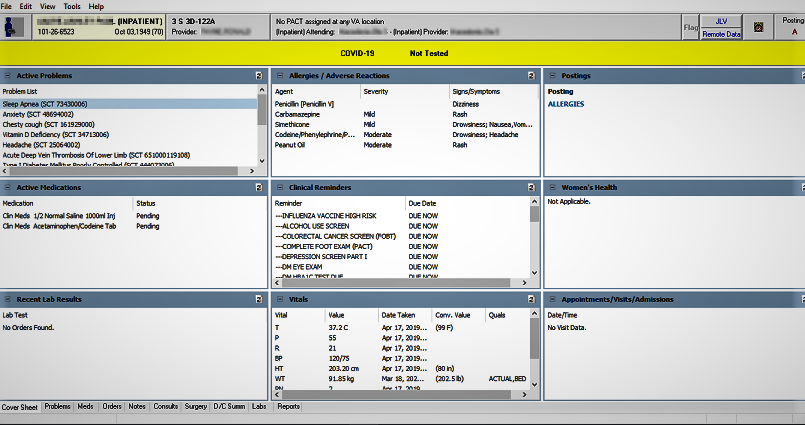 File Edit View Tools Help
(INPATIENT)
101-26-6523 Oct 03,1949 (70)
3 S 3D-122A
Provider:
No PACT assigned at any VA location
(Inpatient) Attending: - (Inpatient) Provider:
Flag
JLV
Remote Data
Posting
A
COVID-19 Not Tested
Active Problems
Problem List
Sleep Apnea (SCT 73430006)
Anxiety (SCT 48694002)
Chesty cough (SCT 161929000)
Vitamin D Deficiency (SCT 34713006)
Headache (SCT 25064002)
Acute Deep Vein Thrombosis Of Lower Limb (SCT 651000119108)
Type I Diabetes Mellitus Poorly Controlled (SCT 444073006)
Allergies / Adverse Reactions
Agent Severity Signs/Symptoms
Penicillin [Penicillin V] Dizziness
Carbamazepine Mild Rash
Simethicone Mild Drowsiness; Nausea,Vom...
Codeine/Phenylephrine/P... Moderate Drowsiness; Headache
Peanut Oil Moderate Rash
Postings
Posting
ALLERGIES
Active Medications
Medication Status
Clin Meds 1/2 Normal Saline 1000ml Inj Pending
Clin Meds Acetaminophen/Codeine Tab Pending
Clinical Reminders
Reminder Due Date
---INFLUENZA VACCINE HIGH RISK DUE NOW
---ALCOHOL USE SCREEN DUE NOW
---COLORECTAL CANCER SCREEN (FOBT) DUE NOW
---COMPLETE FOOT EXAM (PACT) DUE NOW
---DEPRESSION SCREEN PART I DUE NOW
---DM EYE EXAM DUE NOW
---DM HBA1C TEST DUE DUE NOW
Women's Health
Not Applicable.
Recent Lab Results
Lab Test
No Orders Found.
Vitals
Vital Value Date Taken Conv. Value Quals
T 37.2 C Apr 17, 2019... (99 F)
P 55 Apr 17, 2019...
R 21 Apr 17, 2019...
BP 120/75 Apr 17, 2019...
HT 203.20 cm Apr 17, 2019... (80 in)
WT 91.85 kg Mar 18, 202... (202.5 lb) ACTUAL,BED
PN 2 Apr 17, 2019
Appointments/Visits/Admissions
Date/Time
No Visit Data.
Cover Sheet Problems Meds Orders Notes Consults Surgery D/C Summ Labs Reports